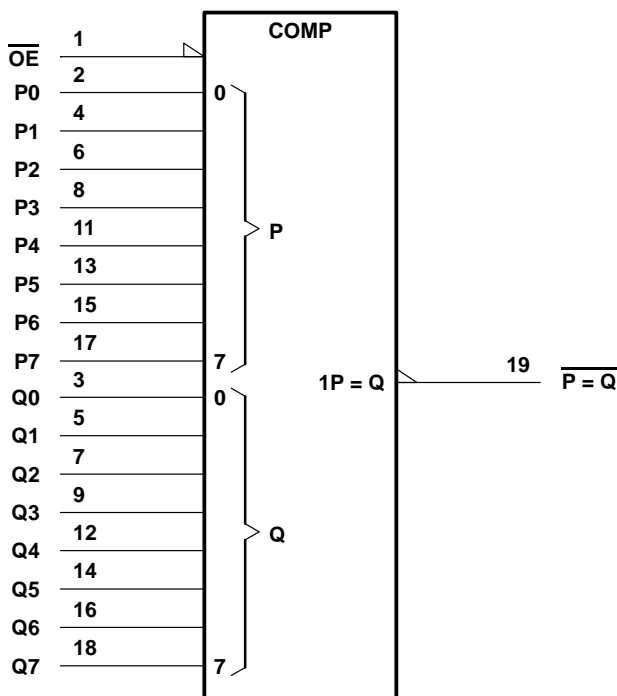 COMP
OE 1
P0 2 0
P1 4
P2 6
P3 8
P4 11
P
P5 13
P6 15
P7 17 7
1P = Q 19 P = Q
Q0 3 0
Q1 5
Q2 7
Q3 9
Q4 12
Q
Q5 14
Q6 16
Q7 18 7